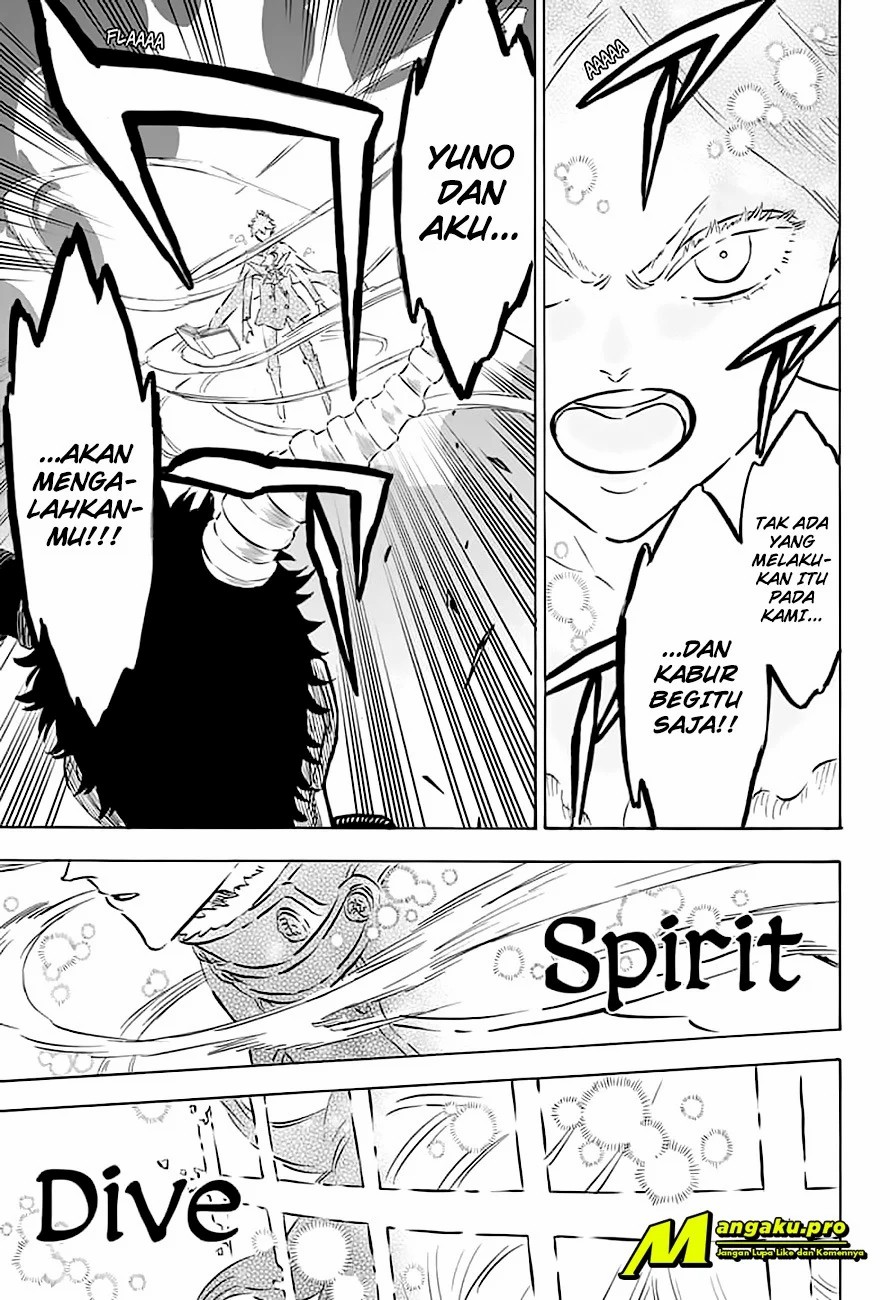 AAAAA
TAK ADA
YANG
MELAKU-
KAN ITU
PADA
KAMI...
...DAN
KABUR
BEGITU
SAJA!!
FLAAAA
YUNO
DAN
AKU...
...AKAN
MENGA-
LAHKAN-
MU!!!
Spirit
Dive
Mangaku.pro
Jangan Lupa Like dan Komennya